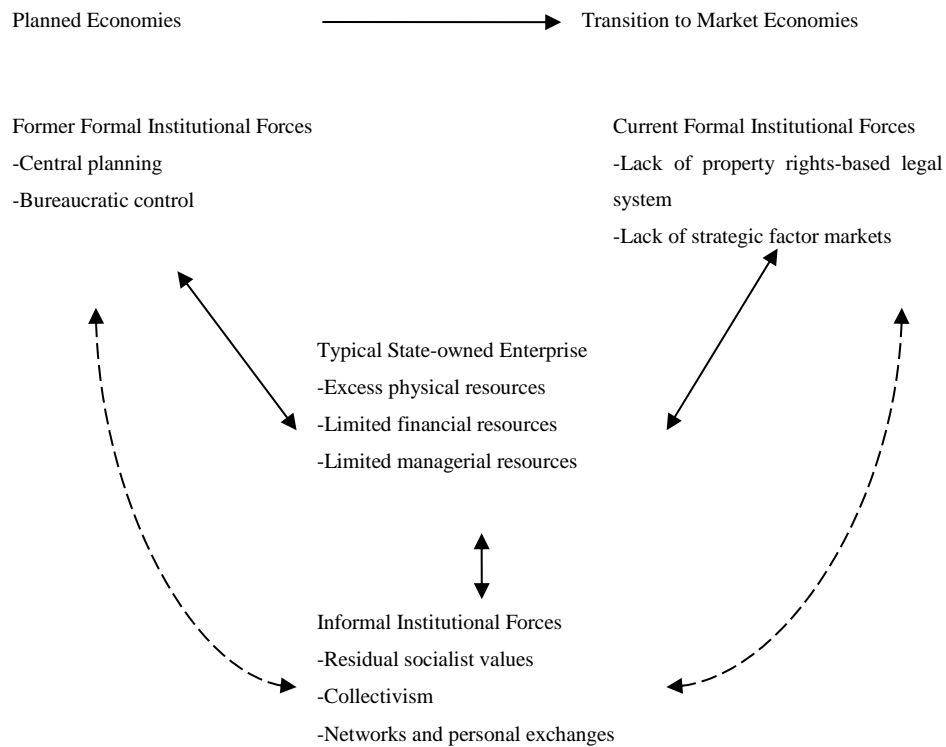 Planned Economies
Transition to Market Economies
Former Formal Institutional Forces
-Central planning
-Bureaucratic control
Current Formal Institutional Forces
-Lack of property rights-based legal
system
-Lack of strategic factor markets
Typical State-owned Enterprise
-Excess physical resources
-Limited financial resources
-Limited managerial resources
Informal Institutional Forces
-Residual socialist values
-Collectivism
-Networks and personal exchanges